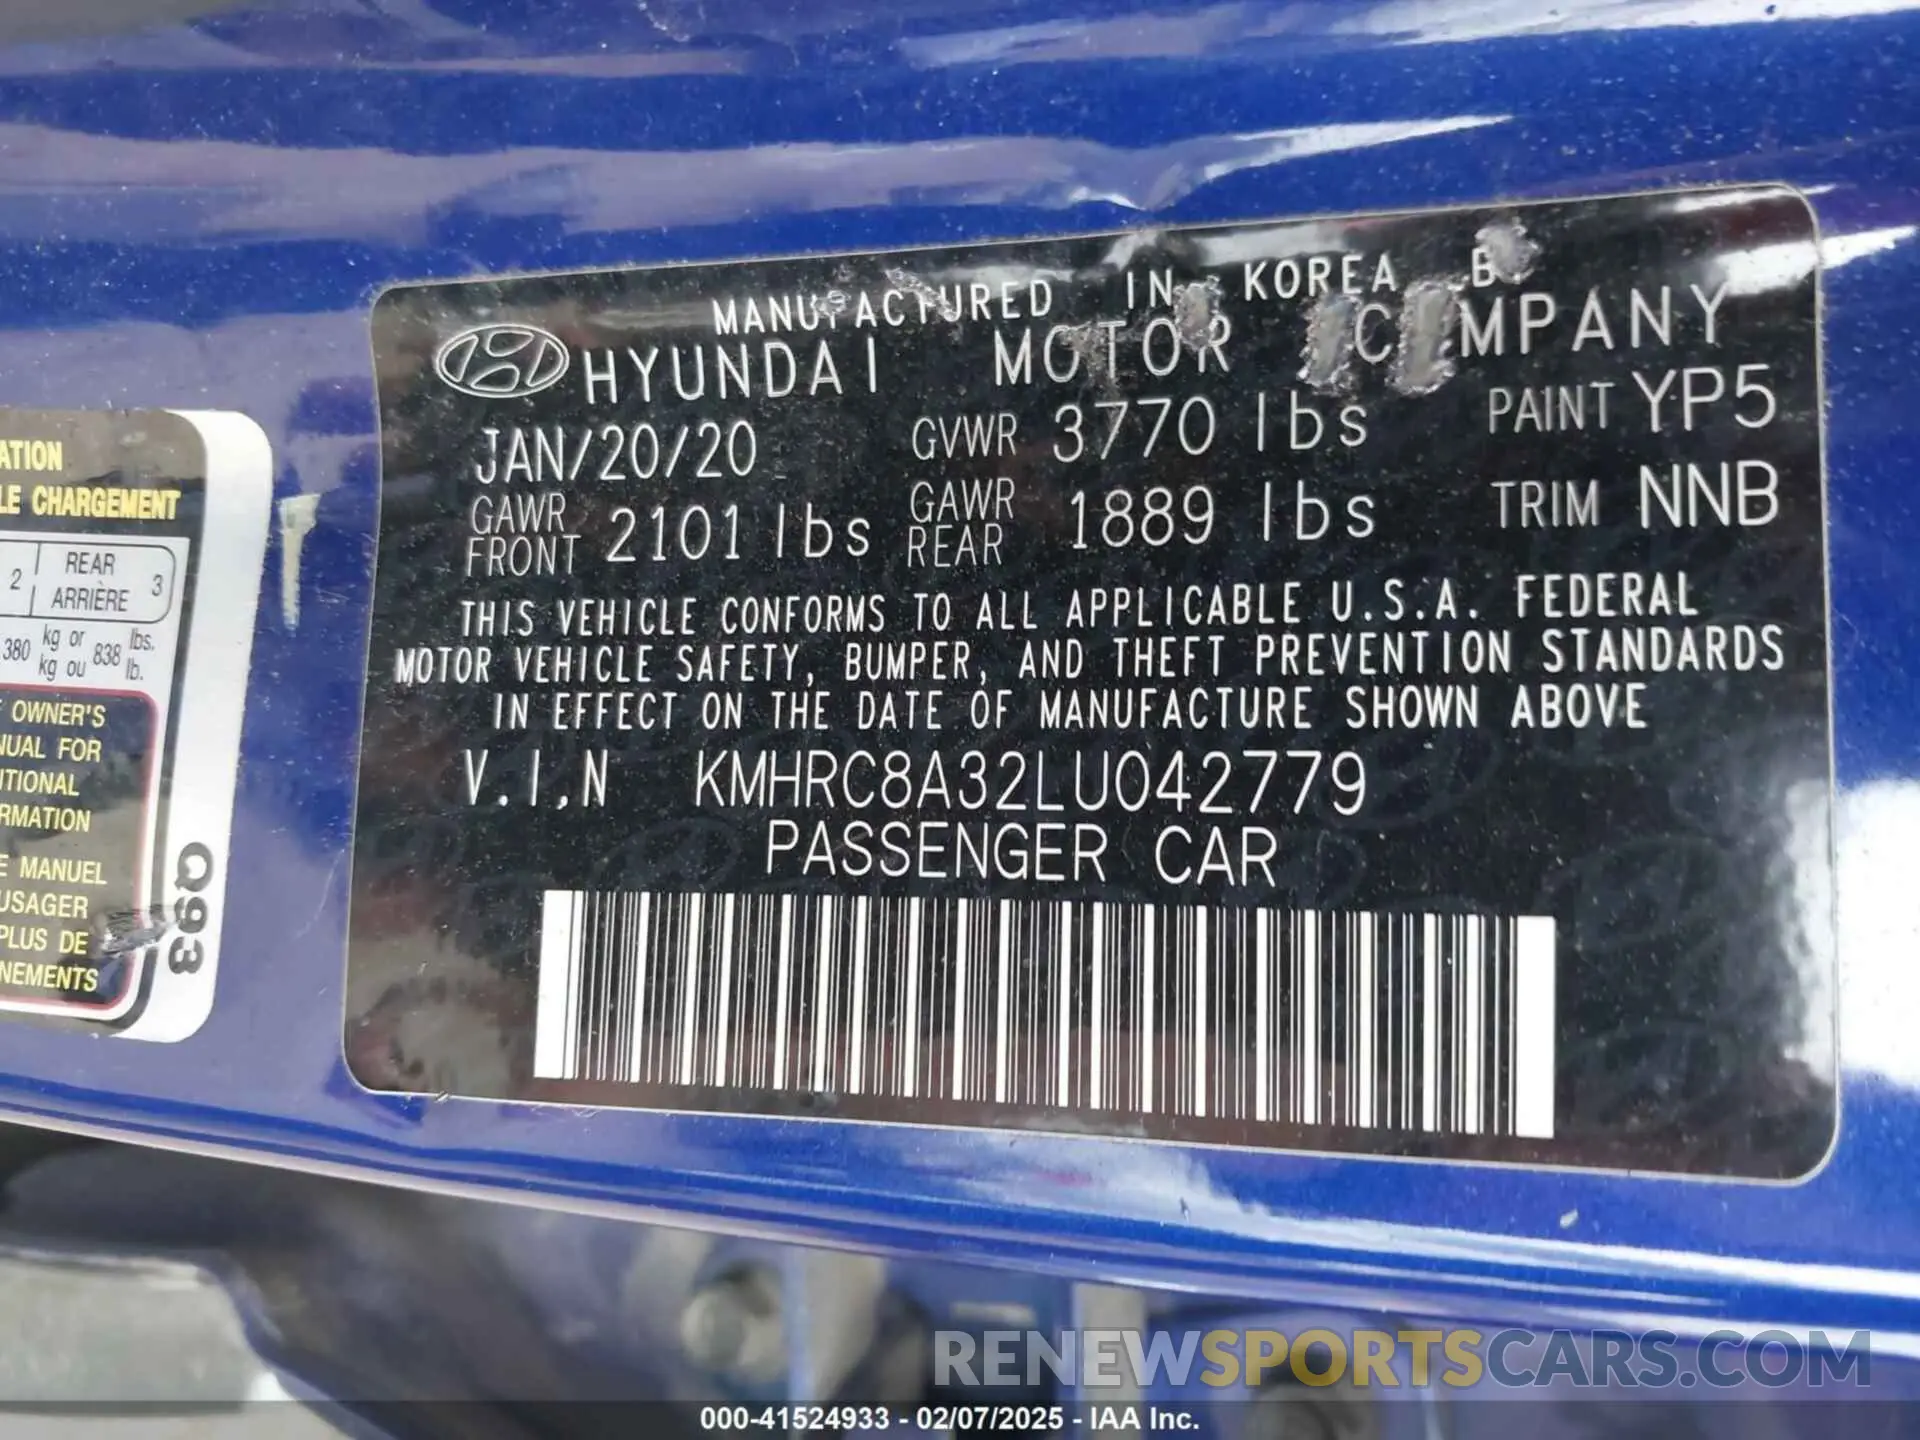 MANUFACTURED IN KOREA
HYUNDAI MOTOR COMPANY
JAN/20/20 GVWR 3770 lbs PAINT YP5
GAWR FRONT 2101 lbs GAWR REAR 1889 lbs TRIM NNB
THIS VEHICLE CONFORMS TO ALL APPLICABLE U.S.A. FEDERAL
MOTOR VEHICLE SAFETY, BUMPER, AND THEFT PREVENTION STANDARDS
IN EFFECT ON THE DATE OF MANUFACTURE SHOWN ABOVE
V.I.N KMHRC8A32LU042779
PASSENGER CAR
ATION
LE CHARGEMENT
2 REAR 3
ARRIÈRE
380 kg or 838 lbs.
kg ou lb.
OWNER'S
NUAL FOR
ITIONAL
RMATION
E MANUEL
USAGER
PLUS DE
NEMENTS
Q93
RENEWSPORTSCARS.COM
000-41524933 - 02/07/2025 - IAA Inc.